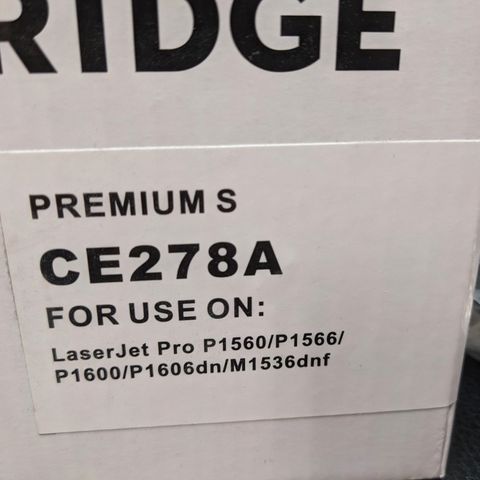 RIDGE
PREMIUM S
CE278A
FOR USE ON:
LaserJet Pro P1560/P1566/
P1600/P1606dn/M1536dnf